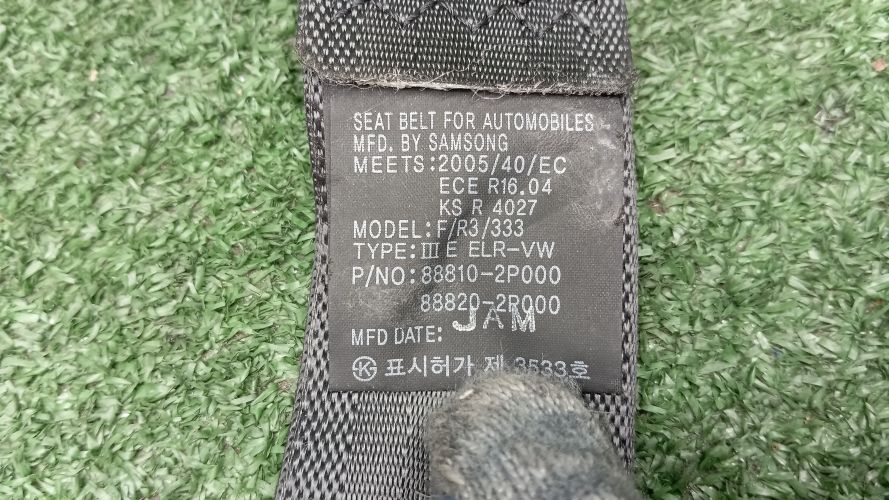 SEAT BELT FOR AUTOMOBILES
MFD. BY SAMSONG
MEETS:2005/40/EC
ECE R16.04
KS R 4027
MODEL:F/R3/333
TYPE:ⅢE ELR-VW
P/NO:88810-2P000
88820-2P000
JAM
MFD DATE:
K 표시허가 제 3533호